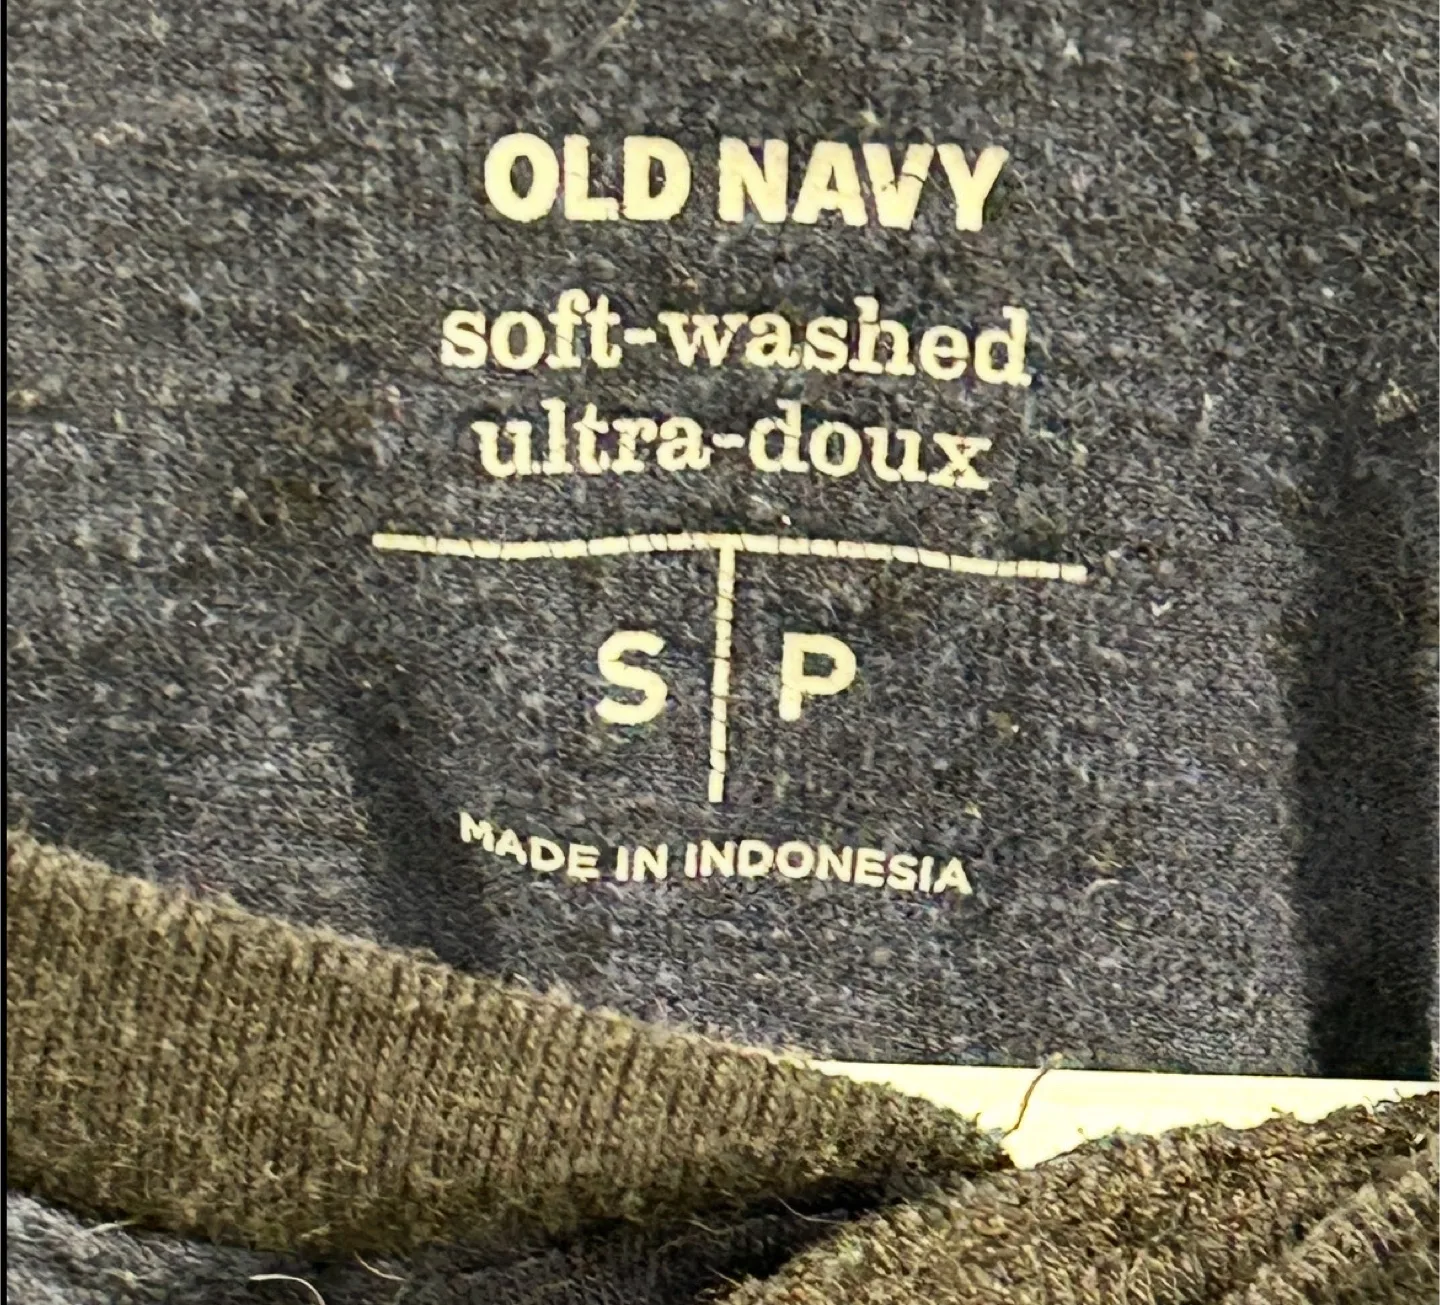 OLD NAVY
soft-washed
ultra-doux
S P
MADE IN INDONESIA